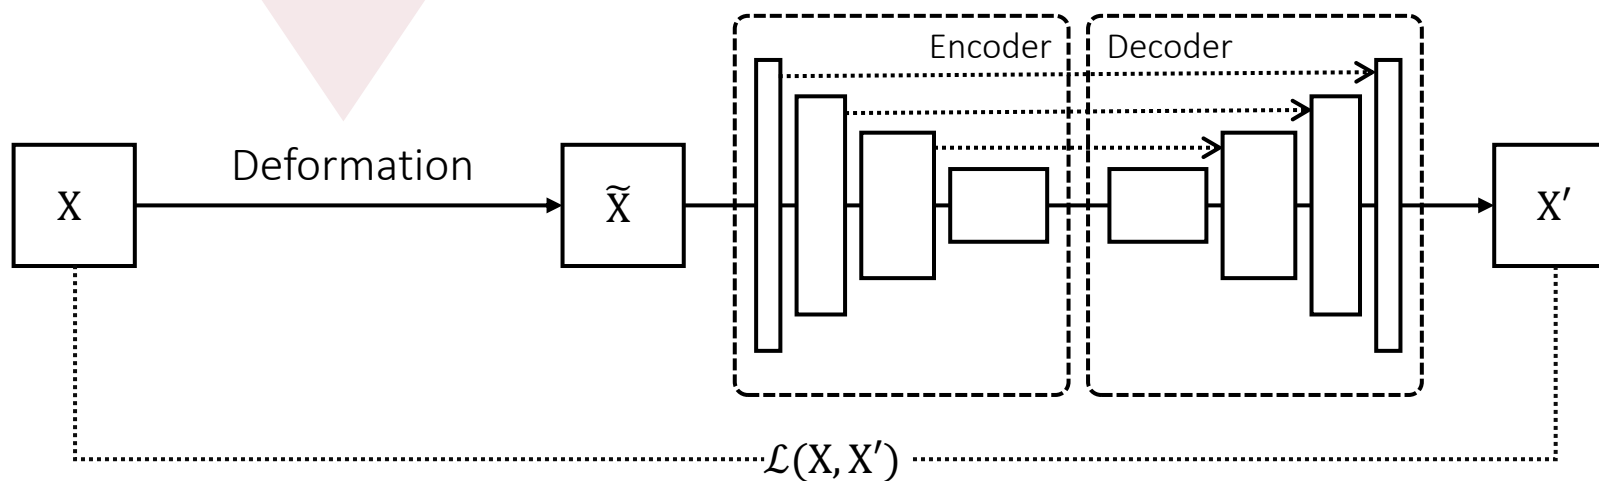 Encoder
Decoder
Deformation
X
X̃
X′
ℒ(X, X′)